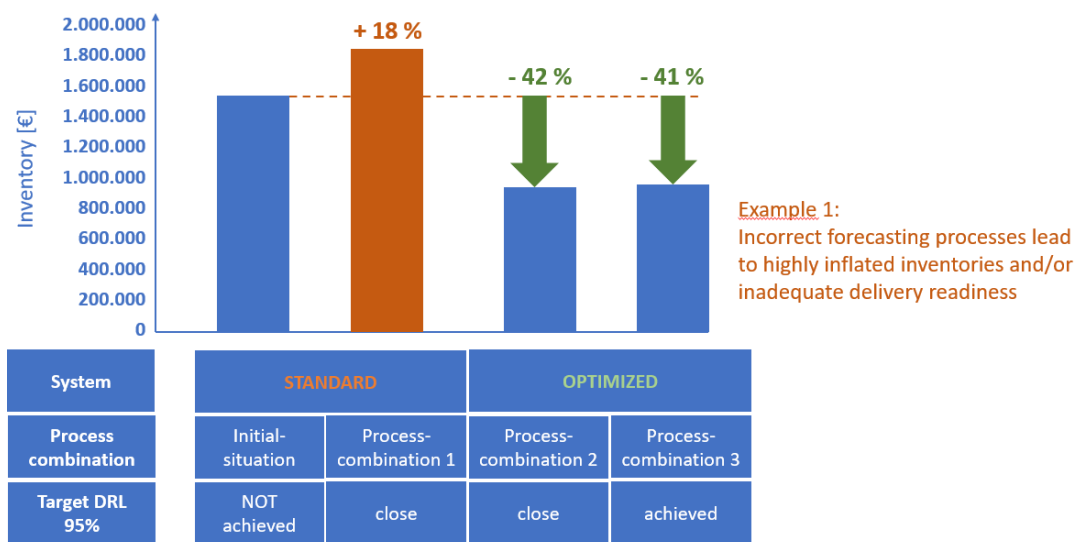 Inventory [€]
2.000.000
1.800.000
1.600.000
1.400.000
1.200.000
1.000.000
800.000
600.000
400.000
200.000
0
+ 18 %
- 42 %
- 41 %
Example 1:
Incorrect forecasting processes lead
to highly inflated inventories and/or
inadequate delivery readiness
System
STANDARD
OPTIMIZED
Process
combination
Initial-
situation
Process-
combination 1
Process-
combination 2
Process-
combination 3
Target DRL
95%
NOT
achieved
close
close
achieved